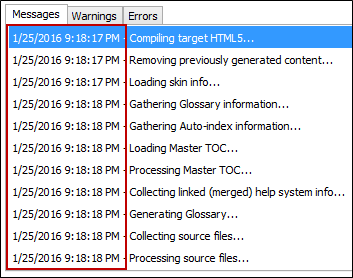 Messages Warnings Errors
1/25/2016 9:18:17 PM - Compiling target HTML5...
1/25/2016 9:18:17 PM - Removing previously generated content...
1/25/2016 9:18:17 PM - Loading skin info...
1/25/2016 9:18:18 PM - Gathering Glossary information...
1/25/2016 9:18:18 PM - Gathering Auto-index information...
1/25/2016 9:18:18 PM - Loading Master TOC...
1/25/2016 9:18:18 PM - Processing Master TOC...
1/25/2016 9:18:18 PM - Collecting linked (merged) help system info...
1/25/2016 9:18:18 PM - Generating Glossary...
1/25/2016 9:18:18 PM - Collecting source files...
1/25/2016 9:18:18 PM - Processing source files...